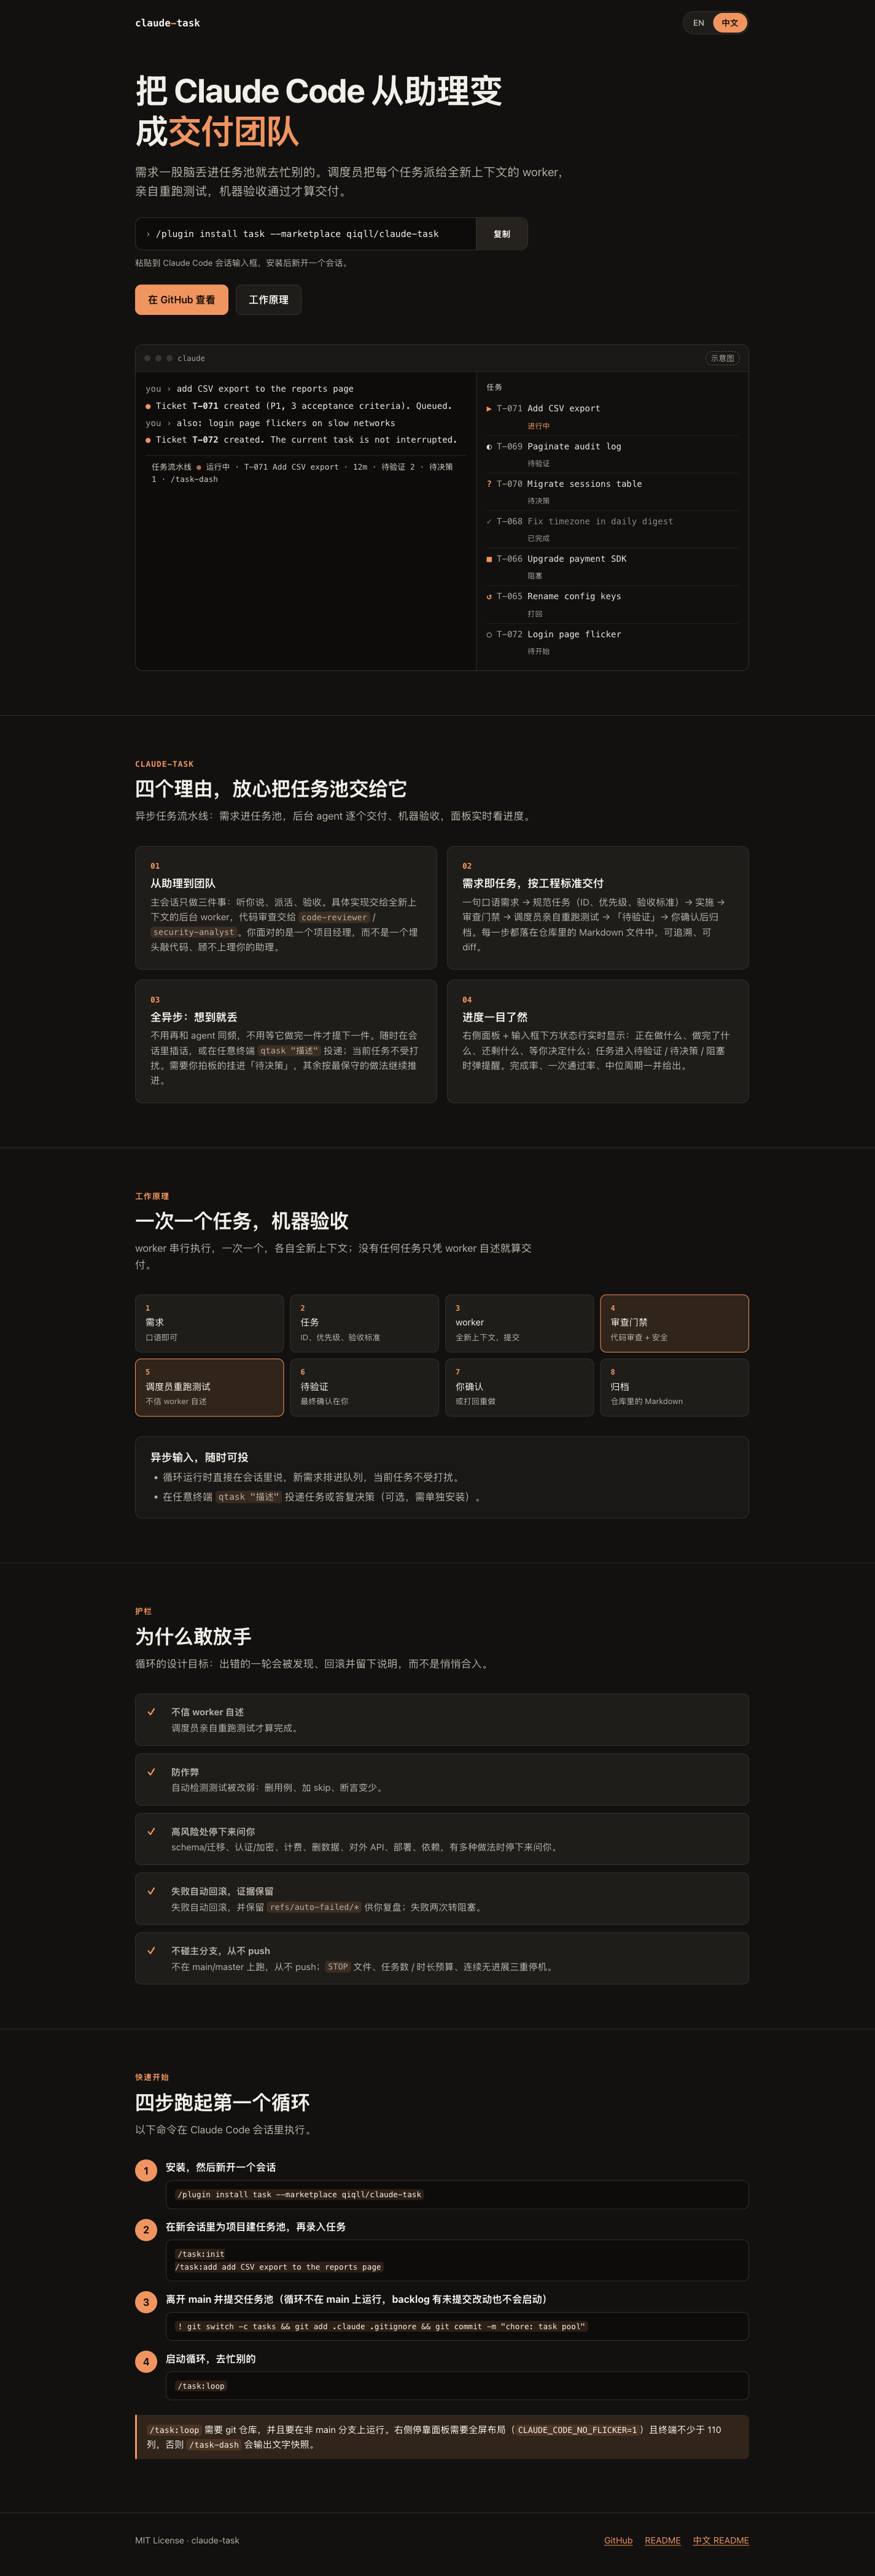 claude-task
EN 中文
把 Claude Code 从助理变
成交付团队
需求一股脑丢进任务池就去忙别的。调度员把每个任务派给全新上下文的 worker，
亲自重跑测试，机器验收通过才算交付。
› /plugin install task --marketplace qiqll/claude-task
复制
粘贴到 Claude Code 会话输入框，安装后新开一个会话。
在 GitHub 查看 工作原理
claude 示意图
you › add CSV export to the reports page
● Ticket T-071 created (P1, 3 acceptance criteria). Queued.
you › also: login page flickers on slow networks
● Ticket T-072 created. The current task is not interrupted.
任务流水线 ● 运行中 · T-071 Add CSV export · 12m · 待验证 2 · 待决策
1 · /task-dash
任务
▶ T-071 Add CSV export
进行中
◐ T-069 Paginate audit log
待验证
? T-070 Migrate sessions table
待决策
✓ T-068 Fix timezone in daily digest
已完成
■ T-066 Upgrade payment SDK
阻塞
↺ T-065 Rename config keys
打回
○ T-072 Login page flicker
待开始
CLAUDE-TASK
四个理由，放心把任务池交给它
异步任务流水线：需求进任务池，后台 agent 逐个交付、机器验收，面板实时看进度。
01
从助理到团队
主会话只做三件事：听你说、派活、验收。具体实现交给全新上
下文的后台 worker，代码审查交给 code-reviewer /
security-analyst。你面对的是一个项目经理，而不是一个埋
头敲代码、顾不上理你的助理。
02
需求即任务，按工程标准交付
一句口语需求 → 规范任务（ID、优先级、验收标准）→ 实施 →
审查门禁 → 调度员亲自重跑测试 → 「待验证」→ 你确认后归
档。每一步都落在仓库里的 Markdown 文件中，可追溯、可
diff。
03
全异步：想到就丢
不用再和 agent 同频，不用等它做完一件才提下一件。随时在会
话里插话，或在任意终端 qtask "描述" 投递；当前任务不受打
扰。需要你拍板的挂进「待决策」，其余按最保守的做法继续推
进。
04
进度一目了然
右侧面板 + 输入框下方状态行实时显示：正在做什么、做完了什
么、还剩什么、等你决定什么；任务进入待验证 / 待决策 / 阻塞
时弹提醒。完成率、一次通过率、中位周期一并给出。
工作原理
一次一个任务，机器验收
worker 串行执行，一次一个，各自全新上下文；没有任何任务只凭 worker 自述就算交
付。
1
需求
口语即可
2
任务
ID、优先级、验收标准
3
worker
全新上下文，提交
4
审查门禁
代码审查 + 安全
5
调度员重跑测试
不信 worker 自述
6
待验证
最终确认在你
7
你确认
或打回重做
8
归档
仓库里的 Markdown
异步输入，随时可投
• 循环运行时直接在会话里说，新需求排进队列，当前任务不受打扰。
• 在任意终端 qtask "描述" 投递任务或答复决策（可选，需单独安装）。
护栏
为什么敢放手
循环的设计目标：出错的一轮会被发现、回滚并留下说明，而不是悄悄合入。
✓ 不信 worker 自述
调度员亲自重跑测试才算完成。
✓ 防作弊
自动检测测试被改弱：删用例、加 skip、断言变少。
✓ 高风险处停下来问你
schema/迁移、认证/加密、计费、删数据、对外 API、部署、依赖，有多种做法时停下来问你。
✓ 失败自动回滚，证据保留
失败自动回滚，并保留 refs/auto-failed/* 供你复盘；失败两次转阻塞。
✓ 不碰主分支，从不 push
不在 main/master 上跑，从不 push；STOP 文件、任务数 / 时长预算、连续无进展三重停机。
快速开始
四步跑起第一个循环
以下命令在 Claude Code 会话里执行。
1 安装，然后新开一个会话
/plugin install task --marketplace qiqll/claude-task
2 在新会话里为项目建任务池，再录入任务
/task:init
/task:add add CSV export to the reports page
3 离开 main 并提交任务池（循环不在 main 上运行，backlog 有未提交改动也不会启动）
! git switch -c tasks && git add .claude .gitignore && git commit -m "chore: task pool"
4 启动循环，去忙别的
/task:loop
/task:loop 需要 git 仓库，并且要在非 main 分支上运行。右侧停靠面板需要全屏布局（CLAUDE_CODE_NO_FLICKER=1）且终端不少于 110
列，否则 /task-dash 会输出文字快照。
MIT License · claude-task
GitHub README 中文 README